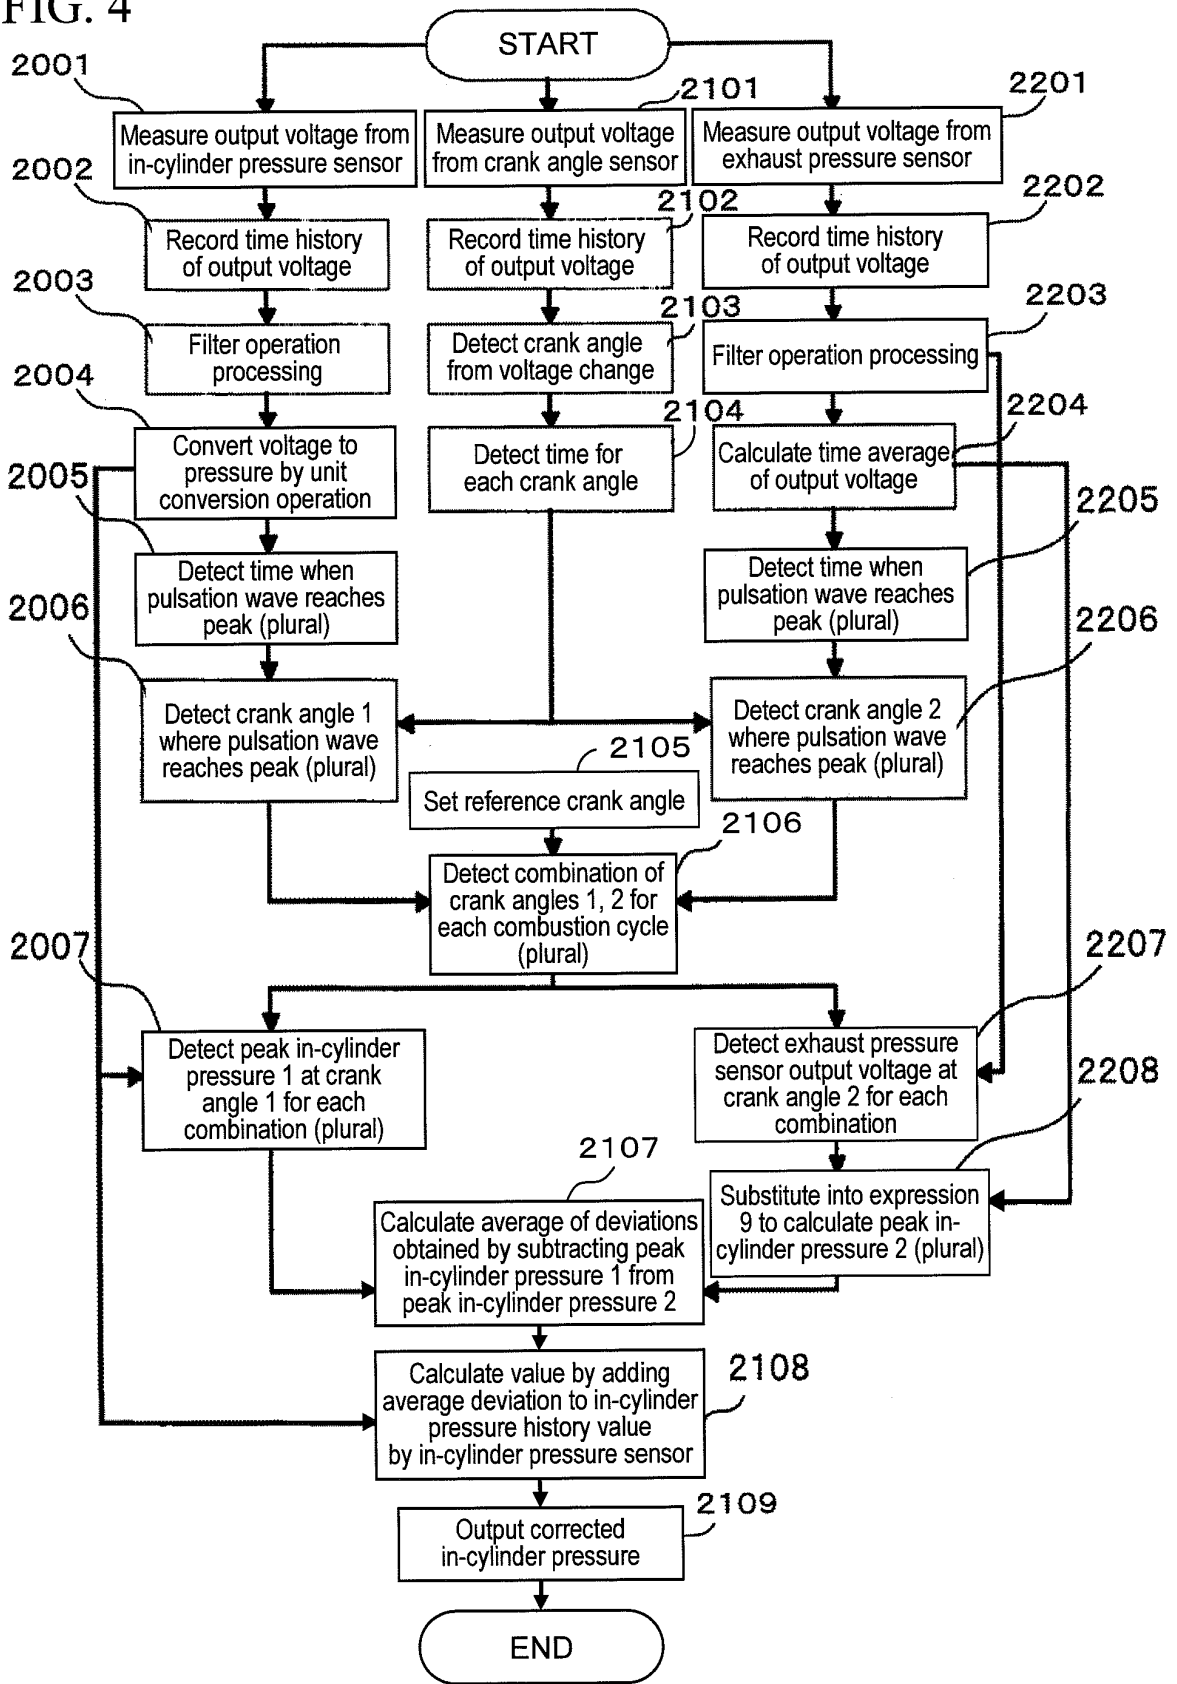 FIG. 4
START
2001
2101
2201
Measure output voltage from
in-cylinder pressure sensor
Measure output voltage
from crank angle sensor
Measure output voltage from
exhaust pressure sensor
2002
2102
2202
Record time history
of output voltage
Record time history
of output voltage
Record time history
of output voltage
2003
2103
2203
Filter operation
processing
Detect crank angle
from voltage change
Filter operation processing
2004
2104
2204
Convert voltage to
pressure by unit
conversion operation
Detect time for
each crank angle
Calculate time average
of output voltage
2005
2205
Detect time when
pulsation wave reaches
peak (plural)
Detect time when
pulsation wave reaches
peak (plural)
2006
2206
Detect crank angle 1
where pulsation wave
reaches peak (plural)
Detect crank angle 2
where pulsation wave
reaches peak (plural)
2105
Set reference crank angle
2106
Detect combination of
crank angles 1, 2 for
each combustion cycle
(plural)
2007
2207
Detect peak in-cylinder
pressure 1 at crank
angle 1 for each
combination (plural)
Detect exhaust pressure
sensor output voltage at
crank angle 2 for each
combination
2208
2107
Substitute into expression
9 to calculate peak in-
cylinder pressure 2 (plural)
Calculate average of deviations
obtained by subtracting peak
in-cylinder pressure 1 from
peak in-cylinder pressure 2
2108
Calculate value by adding
average deviation to in-cylinder
pressure history value
by in-cylinder pressure sensor
2109
Output corrected
in-cylinder pressure
END